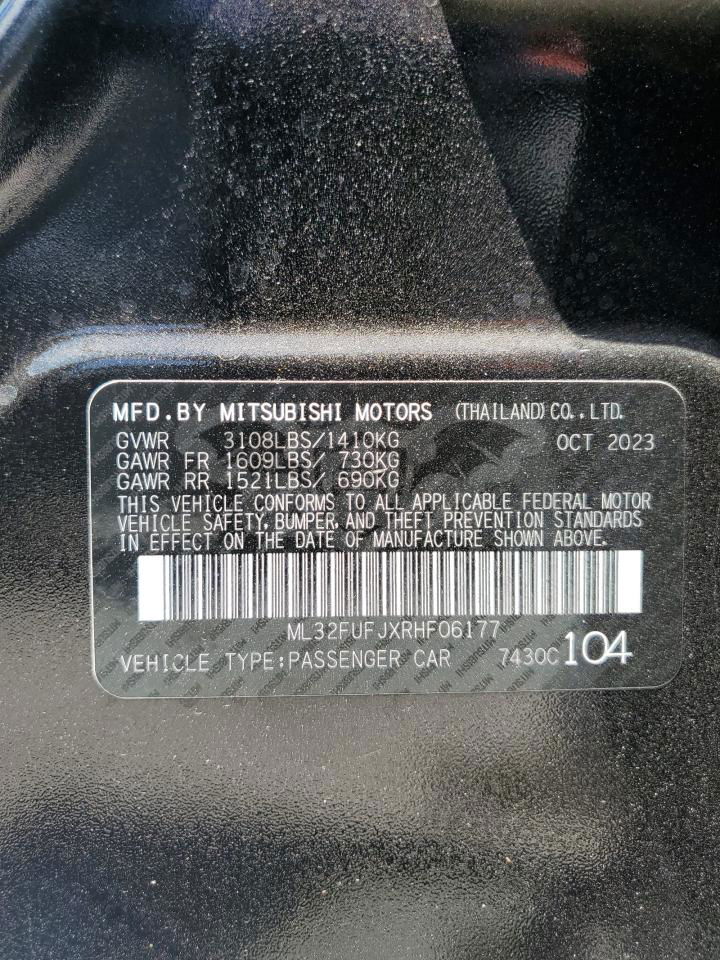 MFD.BY MITSUBISHI MOTORS (THAILAND)CO.,LTD.
GVWR 3108LBS/1410KG OCT 2023
GAWR FR 1609LBS/ 730KG
GAWR RR 1521LBS/ 690KG
THIS VEHICLE CONFORMS TO ALL APPLICABLE FEDERAL MOTOR
VEHICLE SAFETY, BUMPER, AND THEFT PREVENTION STANDARDS
IN EFFECT ON THE DATE OF MANUFACTURE SHOWN ABOVE.
ML32FUFJXRHF06177
VEHICLE TYPE:PASSENGER CAR 7430C 104